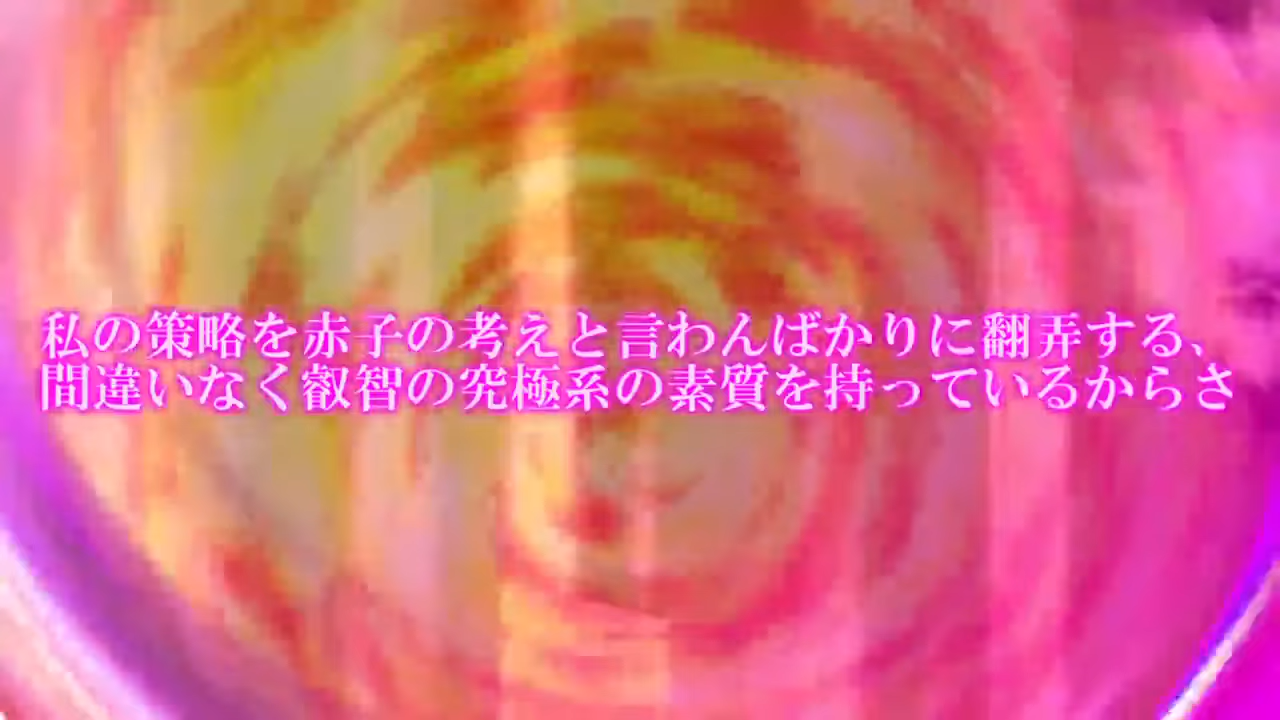 私の策略を赤子の考えと言わんばかりに翻弄する、
間違いなく叡智の究極系の素質を持っているからさ